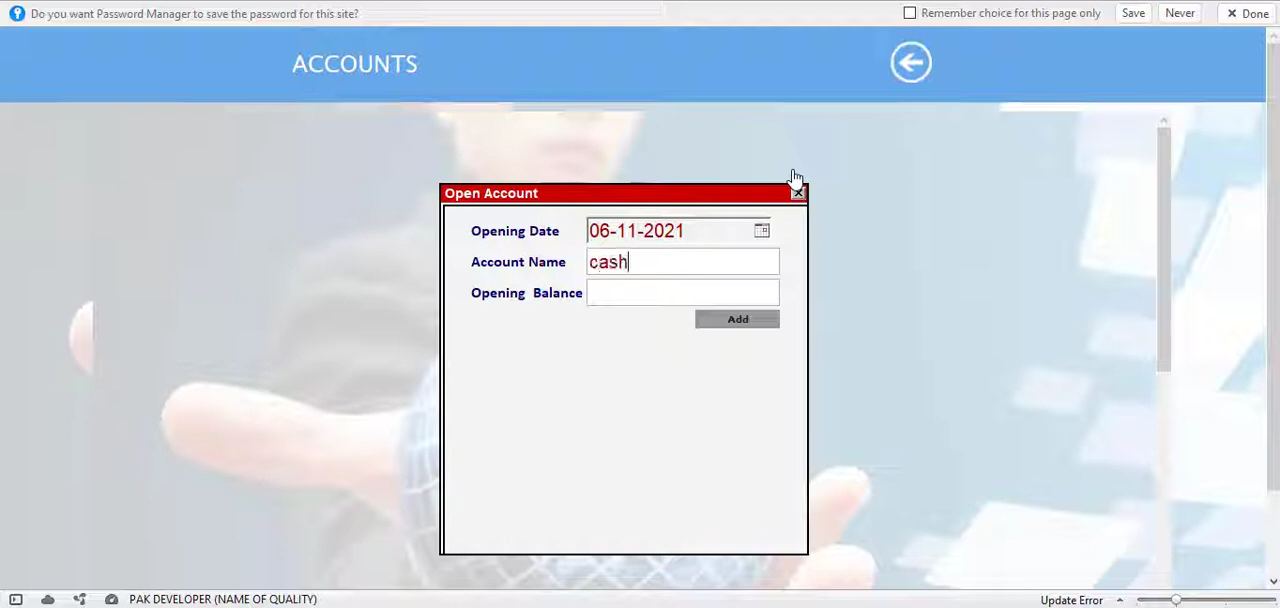 Do you want Password Manager to save the password for this site?
Remember choice for this page only
Save
Never
Done
ACCOUNTS
Open Account
Opening Date 06-11-2021
Account Name cash
Opening Balance
Add
PAK DEVELOPER (NAME OF QUALITY)
Update Error